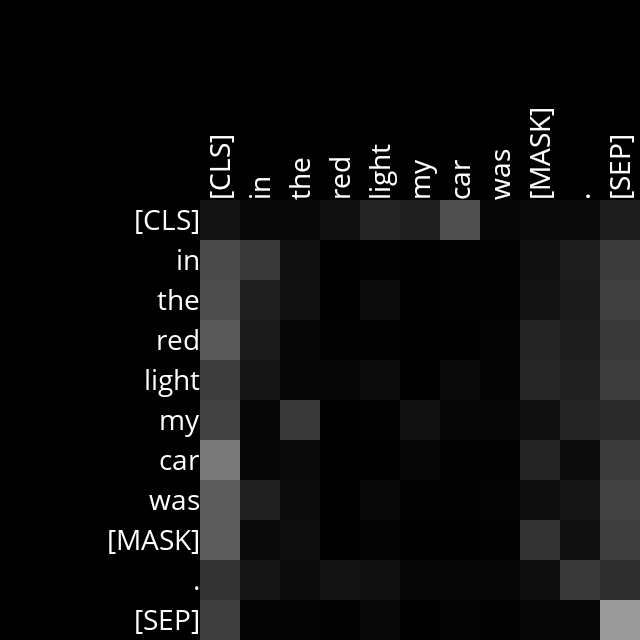 [CLS] in the red light my car was [MASK] . [SEP]
[CLS]
in
the
red
light
my
car
was
[MASK]
.
[SEP]